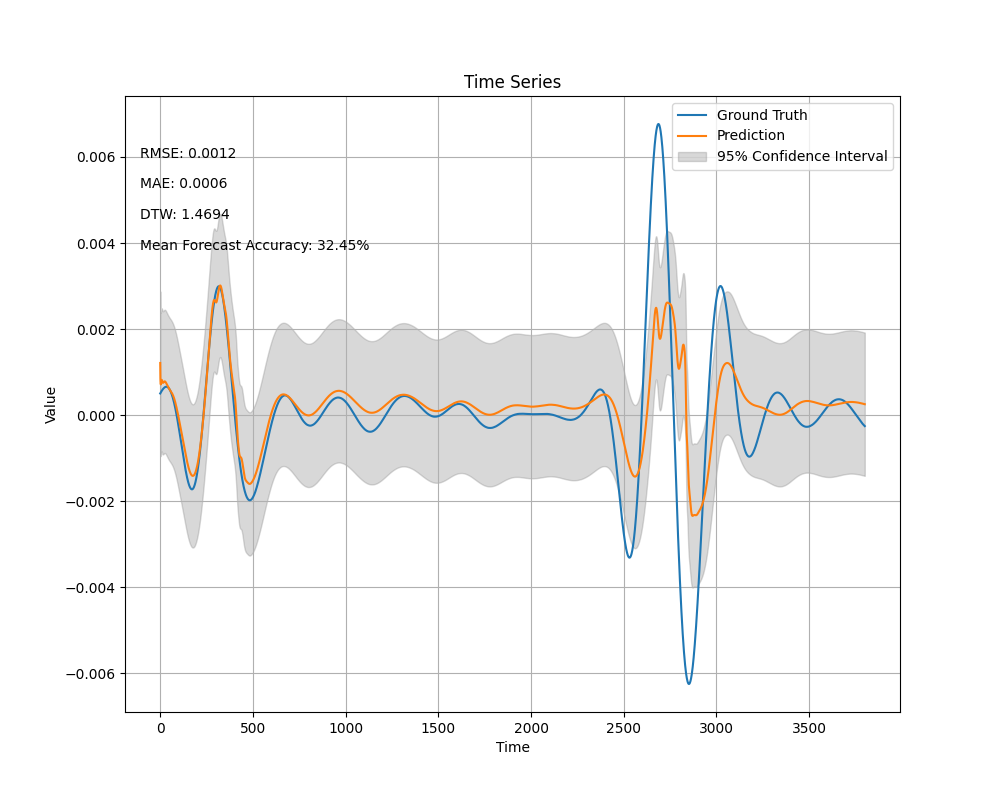 Time Series
Ground Truth
Prediction
95% Confidence Interval
RMSE: 0.0012
MAE: 0.0006
DTW: 1.4694
Mean Forecast Accuracy: 32.45%
0.006
0.004
0.002
0.000
−0.002
−0.004
−0.006
Value
0 500 1000 1500 2000 2500 3000 3500
Time